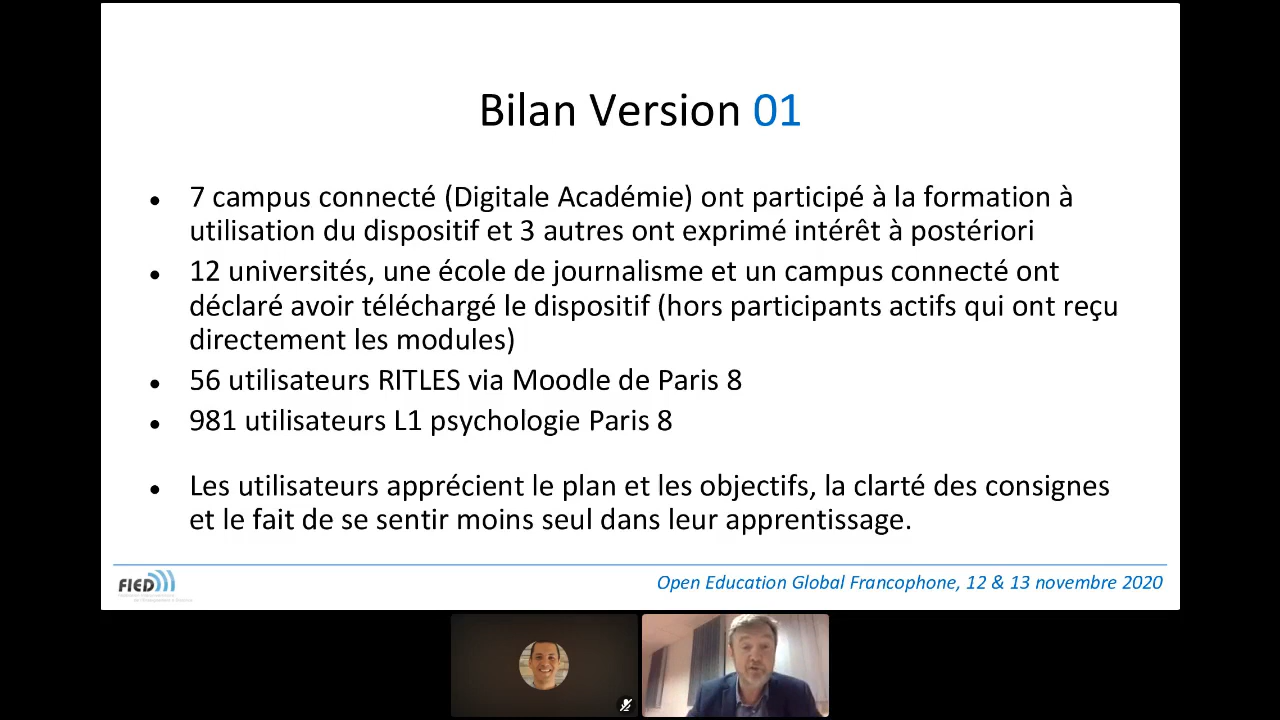 Bilan Version 01
● 7 campus connecté (Digitale Académie) ont participé à la formation à
utilisation du dispositif et 3 autres ont exprimé intérêt à postériori
● 12 universités, une école de journalisme et un campus connecté ont
déclaré avoir téléchargé le dispositif (hors participants actifs qui ont reçu
directement les modules)
● 56 utilisateurs RITLES via Moodle de Paris 8
● 981 utilisateurs L1 psychologie Paris 8
● Les utilisateurs apprécient le plan et les objectifs, la clarté des consignes
et le fait de se sentir moins seul dans leur apprentissage.
FIED
Open Education Global Francophone, 12 & 13 novembre 2020